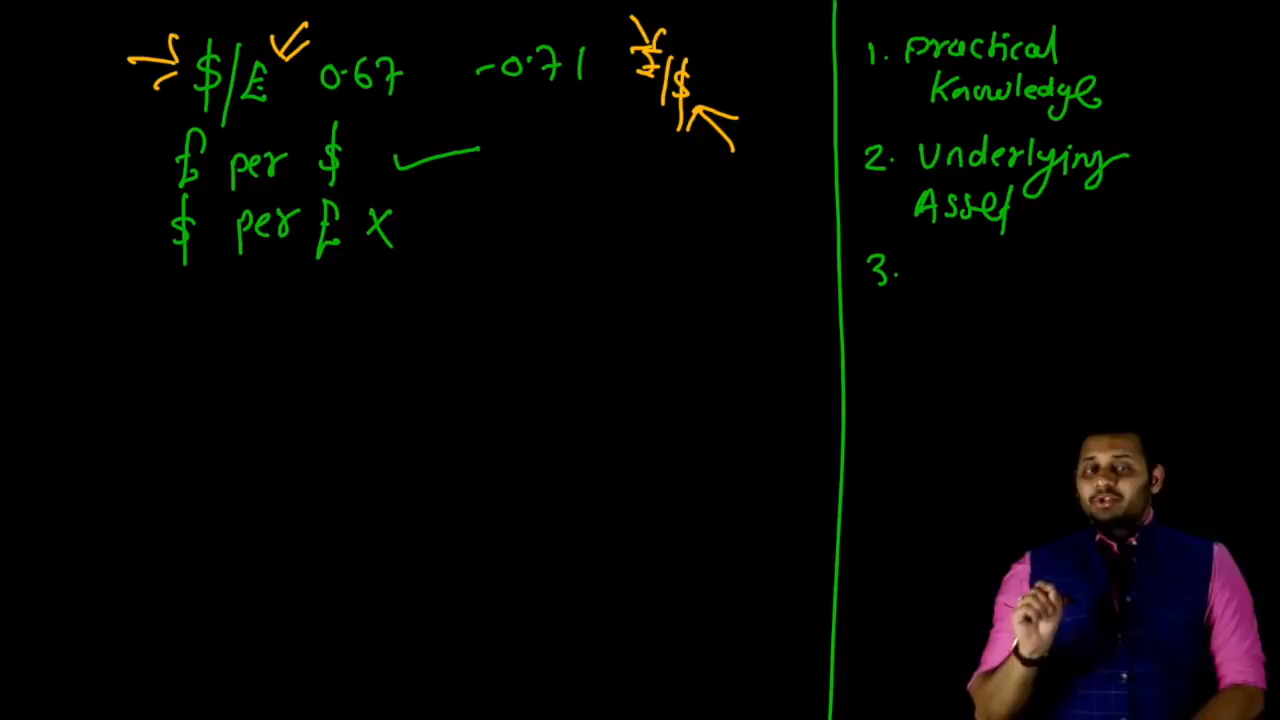 $/£ 0.67 -0.71 £/$
£ per $ ✓
$ per £ X
1. Practical
Knowledge
2. Underlying
Asset
3.